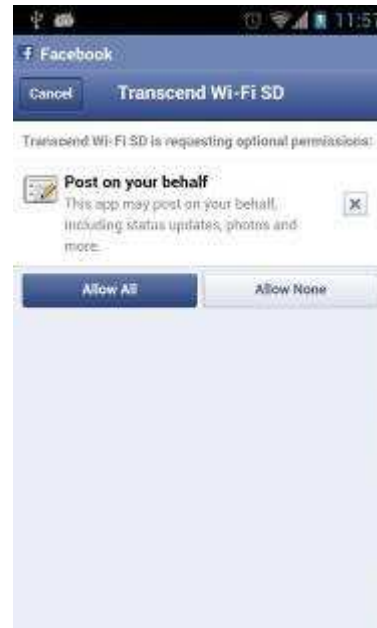 11:57
f Facebook
Cancel Transcend Wi-Fi SD
Transcend Wi-Fi SD is requesting optional permissions:
Post on your behalf
This app may post on your behalf,
including status updates, photos and
more.
Allow All Allow None